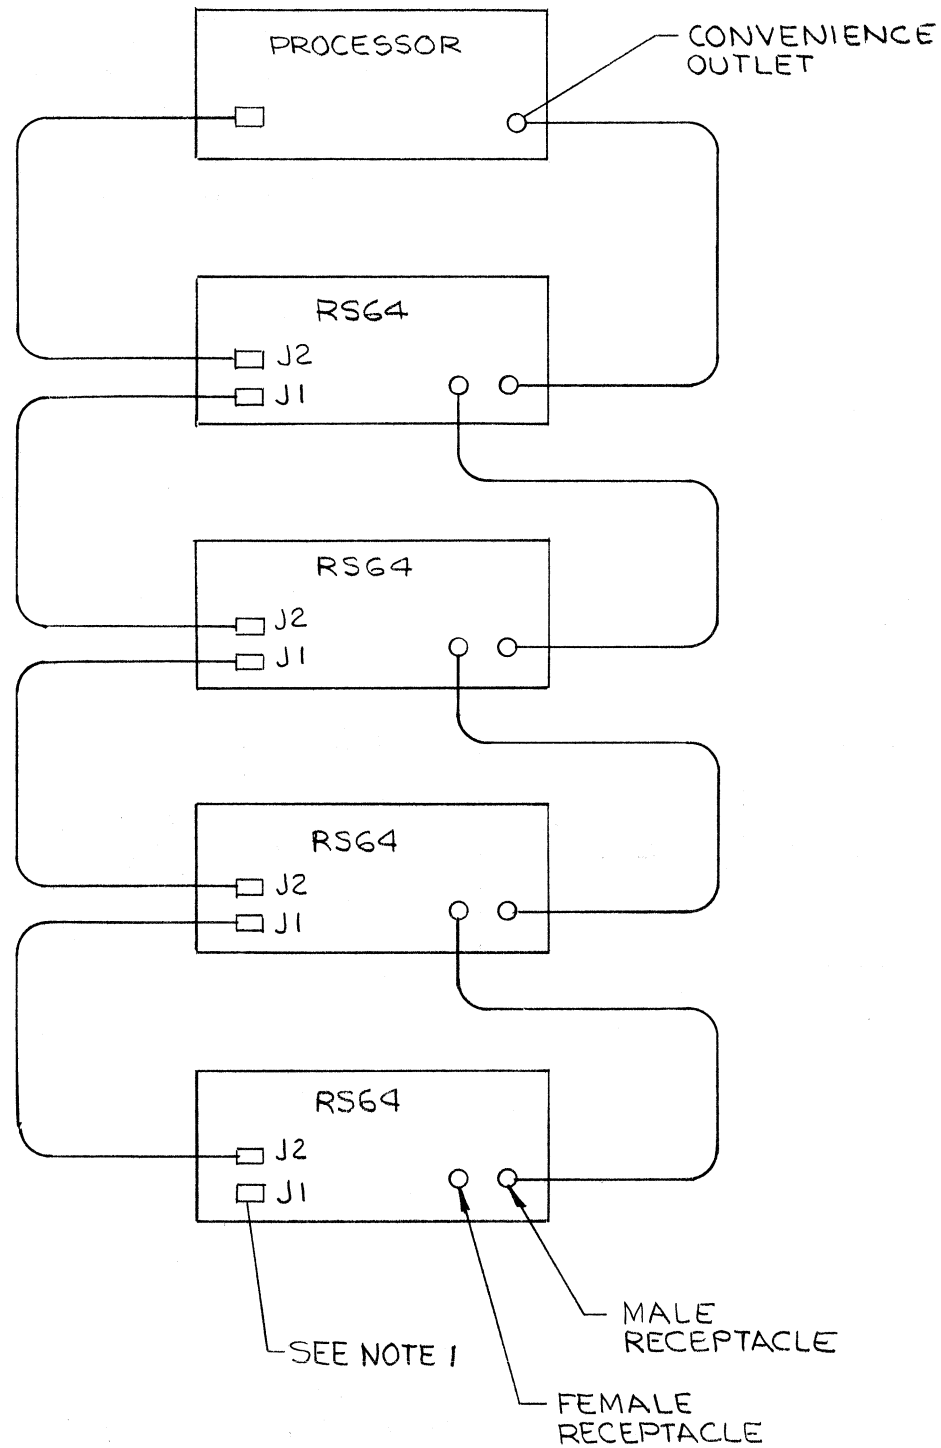 PROCESSOR
CONVENIENCE
OUTLET
RS64
J2
J1
RS64
J2
J1
RS64
J2
J1
RS64
J2
J1
MALE
RECEPTACLE
SEE NOTE 1
FEMALE
RECEPTACLE